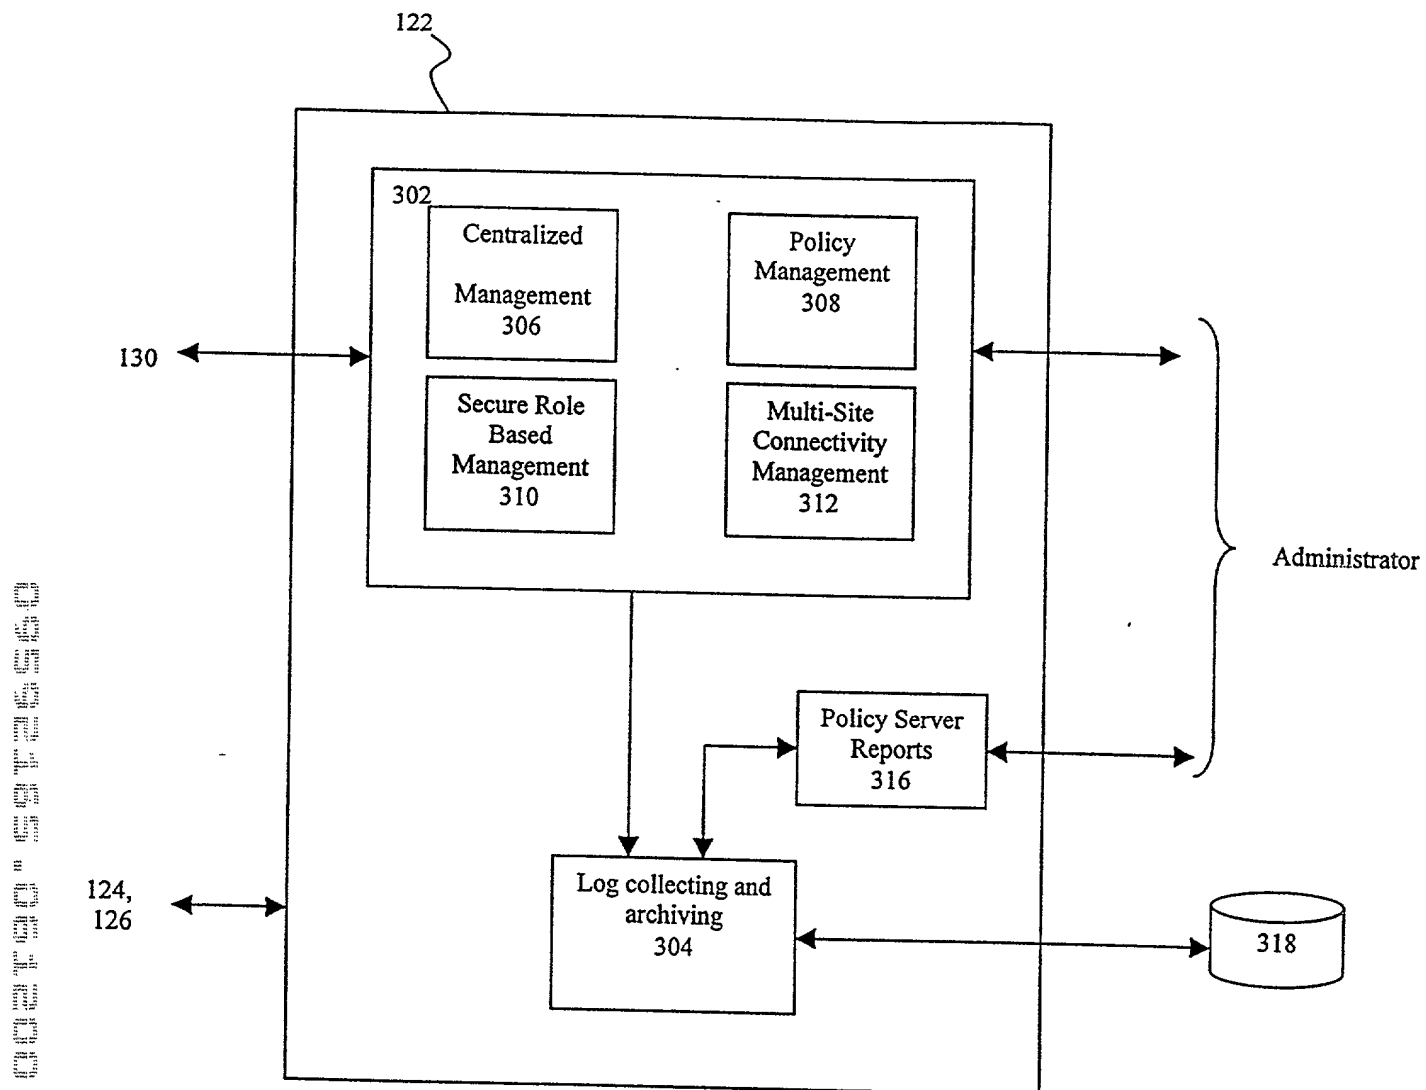 122
302
Centralized
Management
306
Policy
Management
308
130
Secure Role
Based
Management
310
Multi-Site
Connectivity
Management
312
Administrator
Policy Server
Reports
316
124,
126
Log collecting and
archiving
304
318